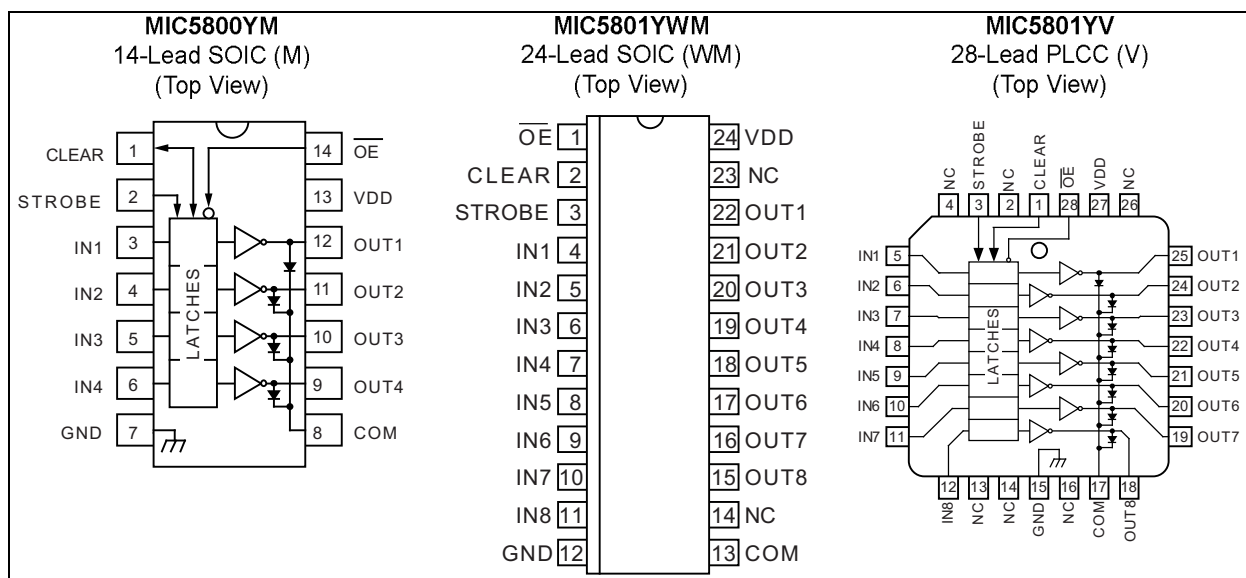 MIC5800YM
14-Lead SOIC (M)
(Top View)
CLEAR 1
14 OE
STROBE 2
13 VDD
IN1 3
12 OUT1
IN2 4
11 OUT2
IN3 5
10 OUT3
IN4 6
9 OUT4
GND 7
8 COM
LATCHES
MIC5801YWM
24-Lead SOIC (WM)
(Top View)
OE 1
24 VDD
CLEAR 2
23 NC
STROBE 3
22 OUT1
IN1 4
21 OUT2
IN2 5
20 OUT3
IN3 6
19 OUT4
IN4 7
18 OUT5
IN5 8
17 OUT6
IN6 9
16 OUT7
IN7 10
15 OUT8
IN8 11
14 NC
GND 12
13 COM
MIC5801YV
28-Lead PLCC (V)
(Top View)
NC 4
STROBE 3
NC 2
CLEAR 1
OE 28
VDD 27
NC 26
IN1 5
25 OUT1
IN2 6
24 OUT2
IN3 7
23 OUT3
IN4 8
22 OUT4
IN5 9
21 OUT5
IN6 10
20 OUT6
IN7 11
19 OUT7
LATCHES
12 IN8
13 NC
14 NC
15 GND
16 NC
17 COM
18 OUT8